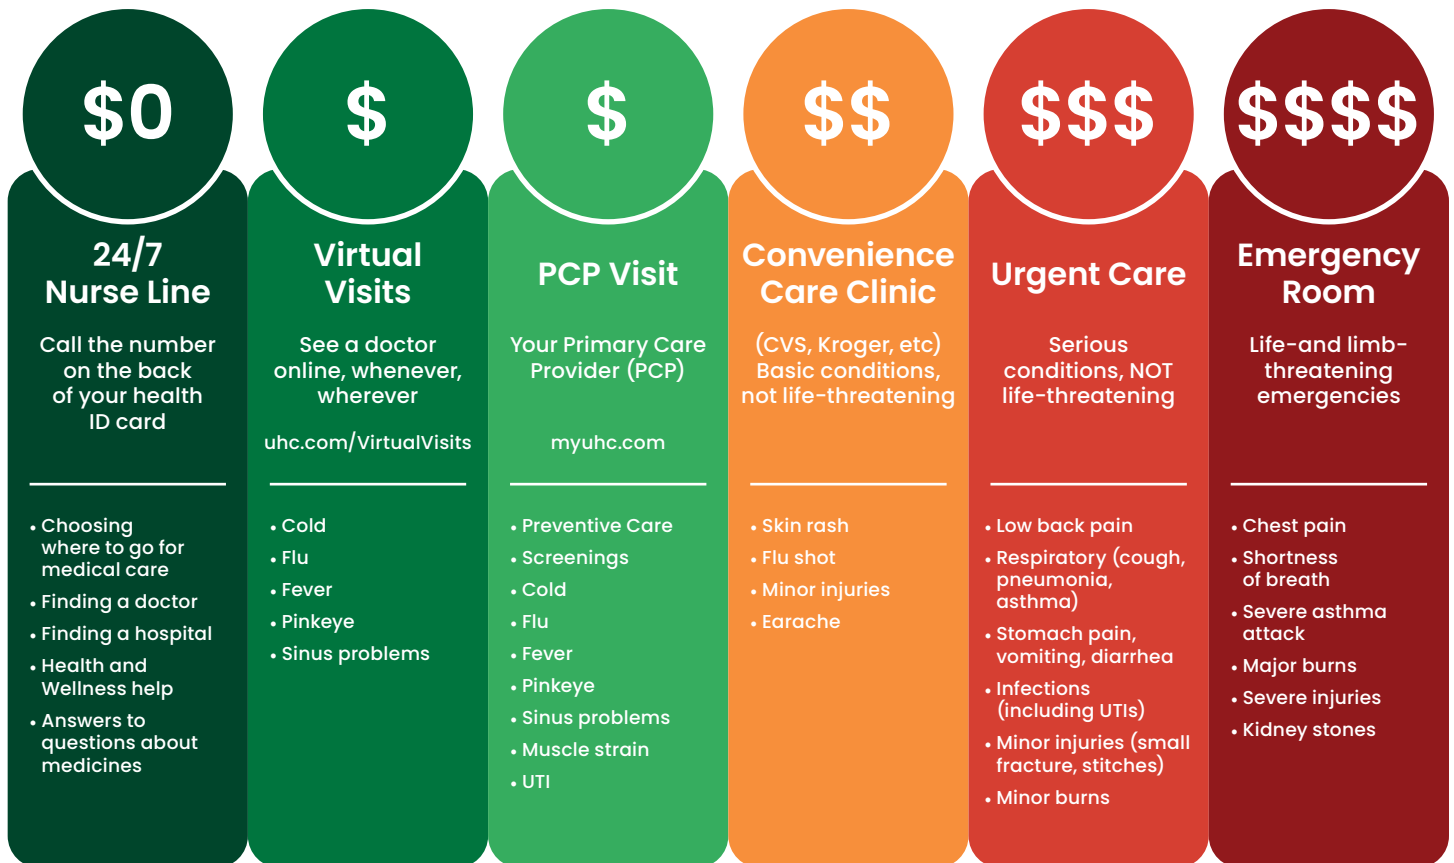 $0
24/7
Nurse Line
Call the number
on the back
of your health
ID card
• Choosing
where to go for
medical care
• Finding a doctor
• Finding a hospital
• Health and
Wellness help
• Answers to
questions about
medicines
$
Virtual
Visits
See a doctor
online, whenever,
wherever
uhc.com/VirtualVisits
• Cold
• Flu
• Fever
• Pinkeye
• Sinus problems
$
PCP Visit
Your Primary Care
Provider (PCP)
myuhc.com
• Preventive Care
• Screenings
• Cold
• Flu
• Fever
• Pinkeye
• Sinus problems
• Muscle strain
• UTI
$$
Convenience
Care Clinic
(CVS, Kroger, etc)
Basic conditions,
not life-threatening
• Skin rash
• Flu shot
• Minor injuries
• Earache
$$$
Urgent Care
Serious
conditions, NOT
life-threatening
• Low back pain
• Respiratory (cough,
pneumonia,
asthma)
• Stomach pain,
vomiting, diarrhea
• Infections
(including UTIs)
• Minor injuries (small
fracture, stitches)
• Minor burns
$$$$
Emergency
Room
Life-and limb-
threatening
emergencies
• Chest pain
• Shortness
of breath
• Severe asthma
attack
• Major burns
• Severe injuries
• Kidney stones